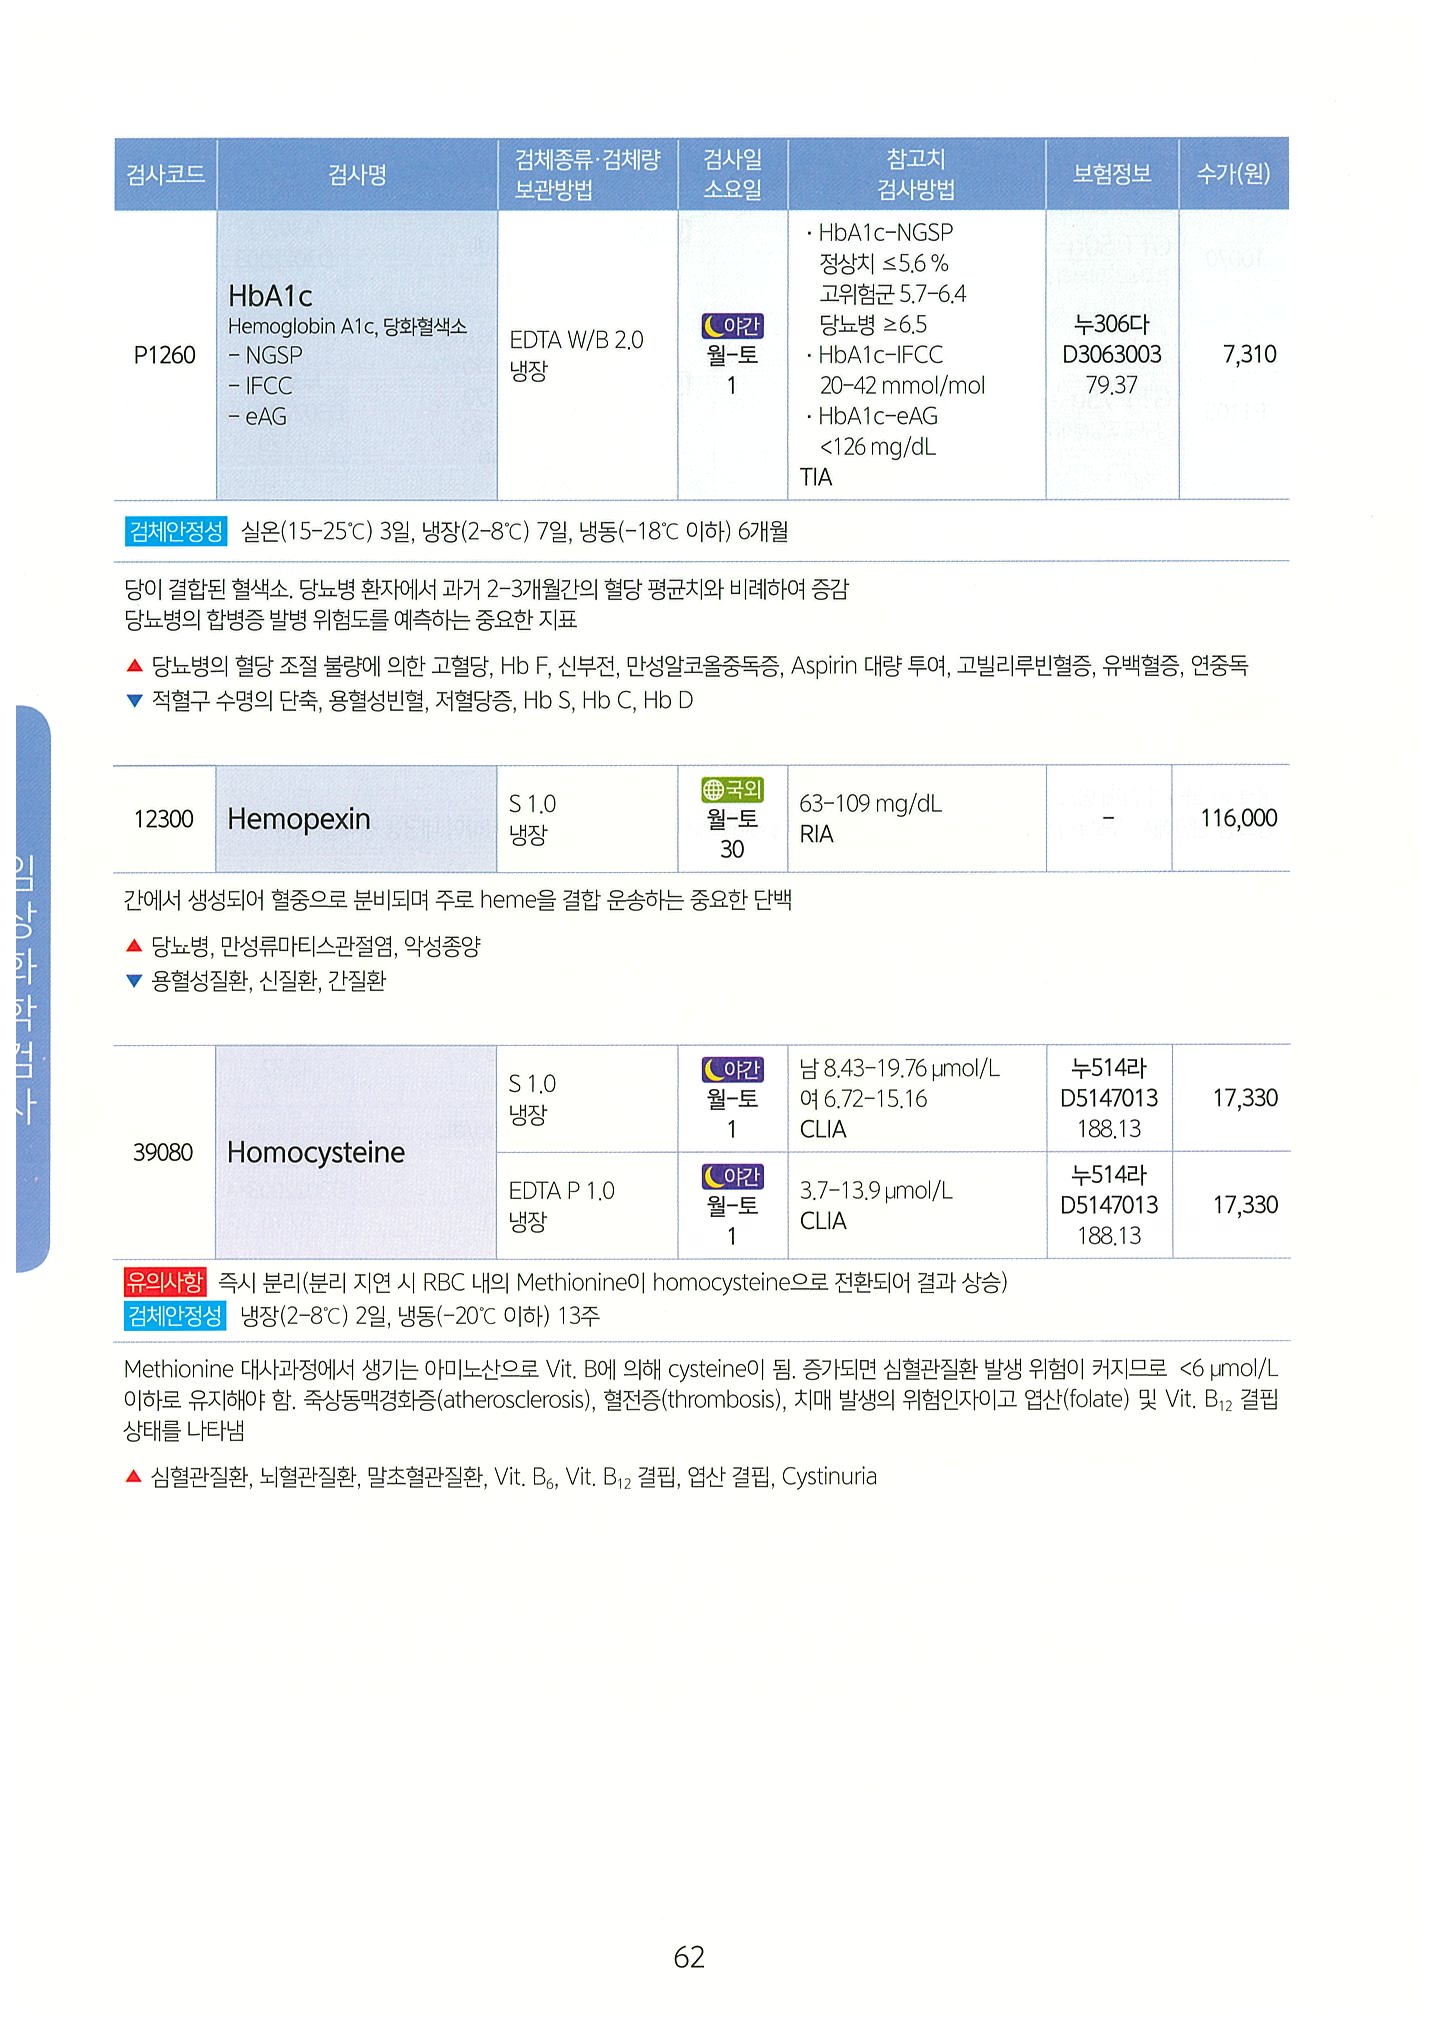 검사코드
검사명
검체종류·검체량
보관방법
검사일
소요일
참고치
검사방법
보험정보
수가(원)
P1260
HbA1c
Hemoglobin A1c, 당화혈색소
– NGSP
– IFCC
– eAG
EDTA W/B 2.0
냉장
야간
월–토
1
· HbA1c–NGSP
정상치 ≤5.6 %
고위험군 5.7–6.4
당뇨병 ≥6.5
· HbA1c–IFCC
20–42 mmol/mol
· HbA1c–eAG
<126 mg/dL
TIA
누306다
D3063003
79.37
7,310
검체안정성 실온(15–25℃) 3일, 냉장(2–8℃) 7일, 냉동(–18℃ 이하) 6개월
당이 결합된 혈색소. 당뇨병 환자에서 과거 2–3개월간의 혈당 평균치와 비례하여 증감
당뇨병의 합병증 발병 위험도를 예측하는 중요한 지표
▲ 당뇨병의 혈당 조절 불량에 의한 고혈당, Hb F, 신부전, 만성알코올중독증, Aspirin 대량 투여, 고빌리루빈혈증, 유백혈증, 연중독
▼ 적혈구 수명의 단축, 용혈성빈혈, 저혈당증, Hb S, Hb C, Hb D
12300
Hemopexin
S 1.0
냉장
국외
월–토
30
63–109 mg/dL
RIA
–
116,000
간에서 생성되어 혈중으로 분비되며 주로 heme을 결합 운송하는 중요한 단백
▲ 당뇨병, 만성류마티스관절염, 악성종양
▼ 용혈성질환, 신질환, 간질환
39080
Homocysteine
S 1.0
냉장
야간
월–토
1
남 8.43–19.76 µmol/L
여 6.72–15.16
CLIA
누514라
D5147013
188.13
17,330
EDTA P 1.0
냉장
야간
월–토
1
3.7–13.9 µmol/L
CLIA
누514라
D5147013
188.13
17,330
유의사항 즉시 분리(분리 지연 시 RBC 내의 Methionine이 homocysteine으로 전환되어 결과 상승)
검체안정성 냉장(2–8℃) 2일, 냉동(–20℃ 이하) 13주
Methionine 대사과정에서 생기는 아미노산으로 Vit. B에 의해 cysteine이 됨. 증가되면 심혈관질환 발생 위험이 커지므로 <6 µmol/L
이하로 유지해야 함. 죽상동맥경화증(atherosclerosis), 혈전증(thrombosis), 치매 발생의 위험인자이고 엽산(folate) 및 Vit. B₁₂ 결핍
상태를 나타냄
▲ 심혈관질환, 뇌혈관질환, 말초혈관질환, Vit. B₆, Vit. B₁₂ 결핍, 엽산 결핍, Cystinuria
임상화학검사
62